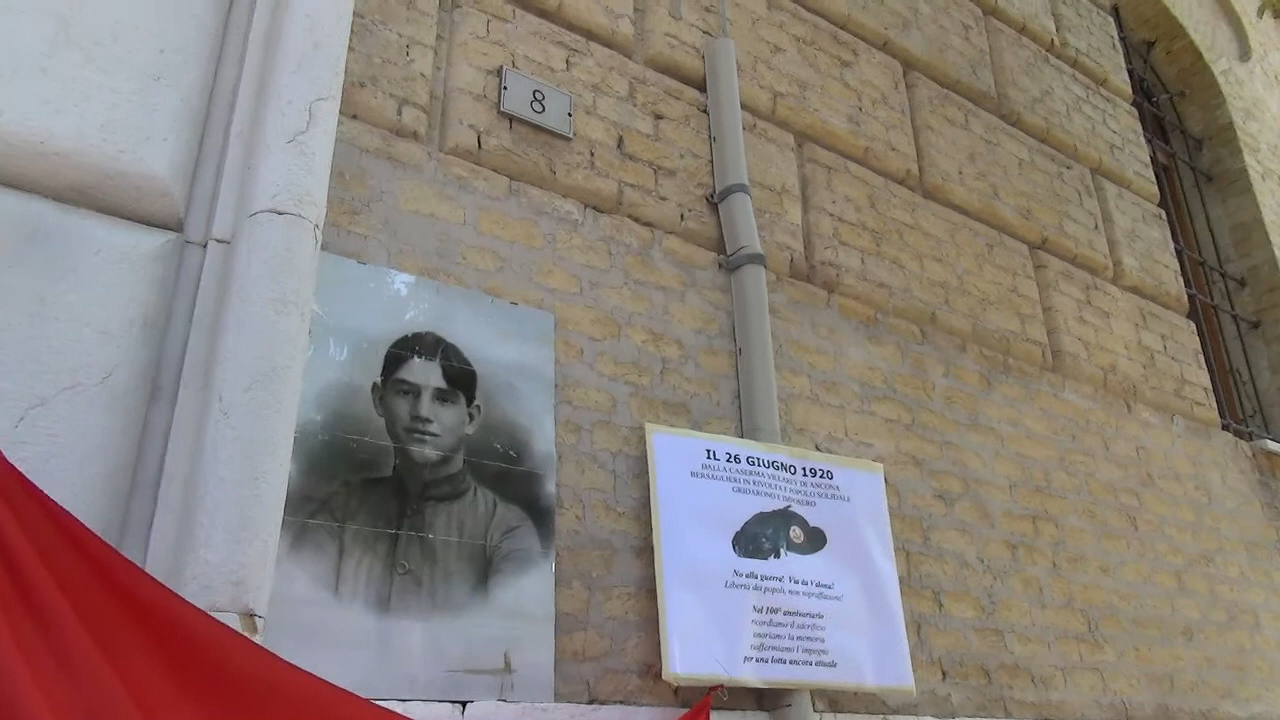 8
IL 26 GIUGNO 1920
DALLA CASERMA VILLAREY DI ANCONA
BERSAGLIERI IN RIVOLTA E POPOLO SOLIDALE
GRIDARONO E IMPOSERO
No alla guerra! Via da Valona!
Libertà dei popoli, non sopraffazione!
Nel 100° anniversario
ricordiamo il sacrificio
onoriamo la memoria
riaffermiamo l'impegno
per una lotta ancora attuale